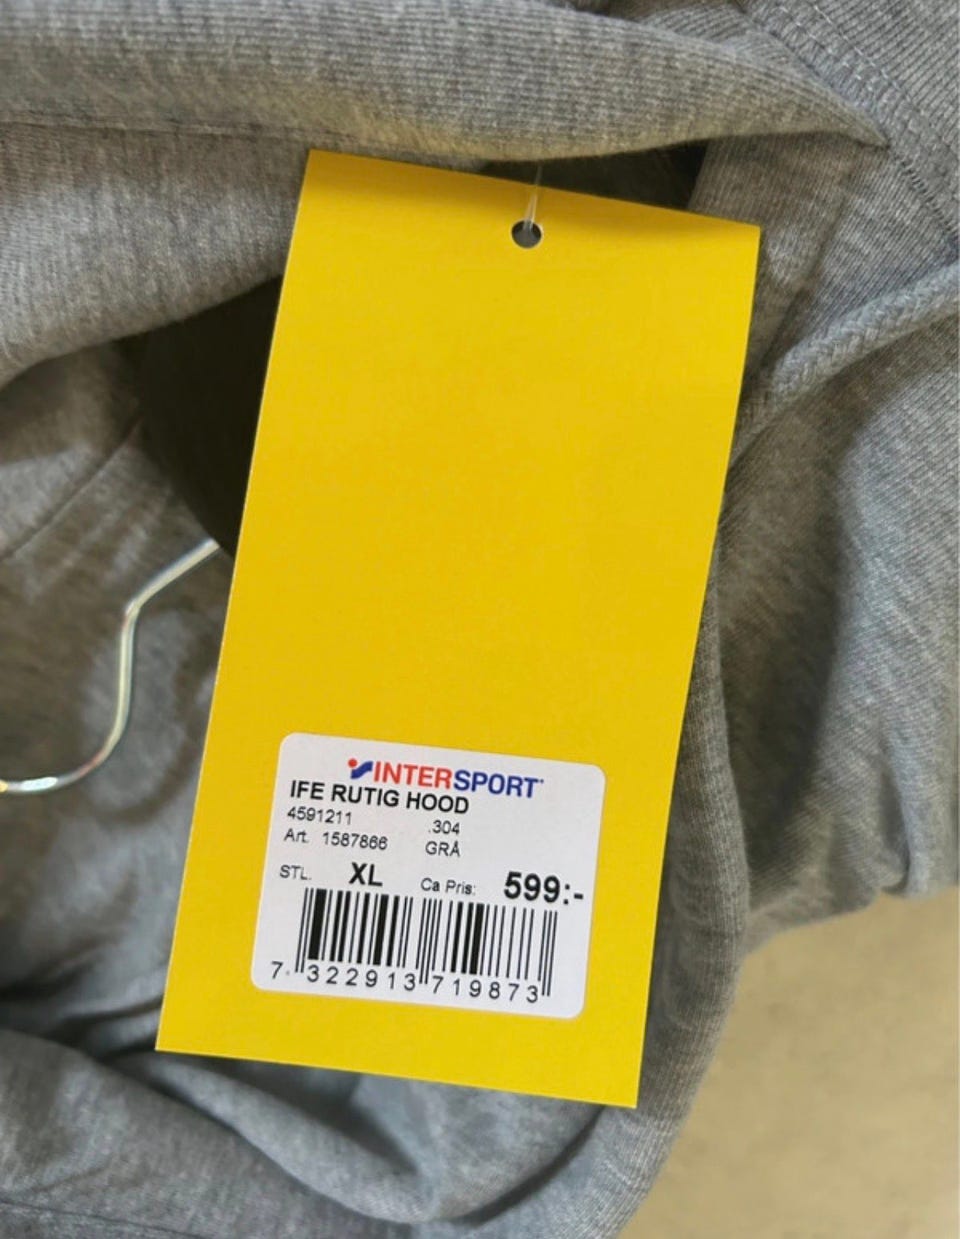 INTERSPORT
IFE RUTIG HOOD
4591211 .304
Art. 1587866 GRÅ
STL. XL Ca Pris: 599:-
7 322913 719873